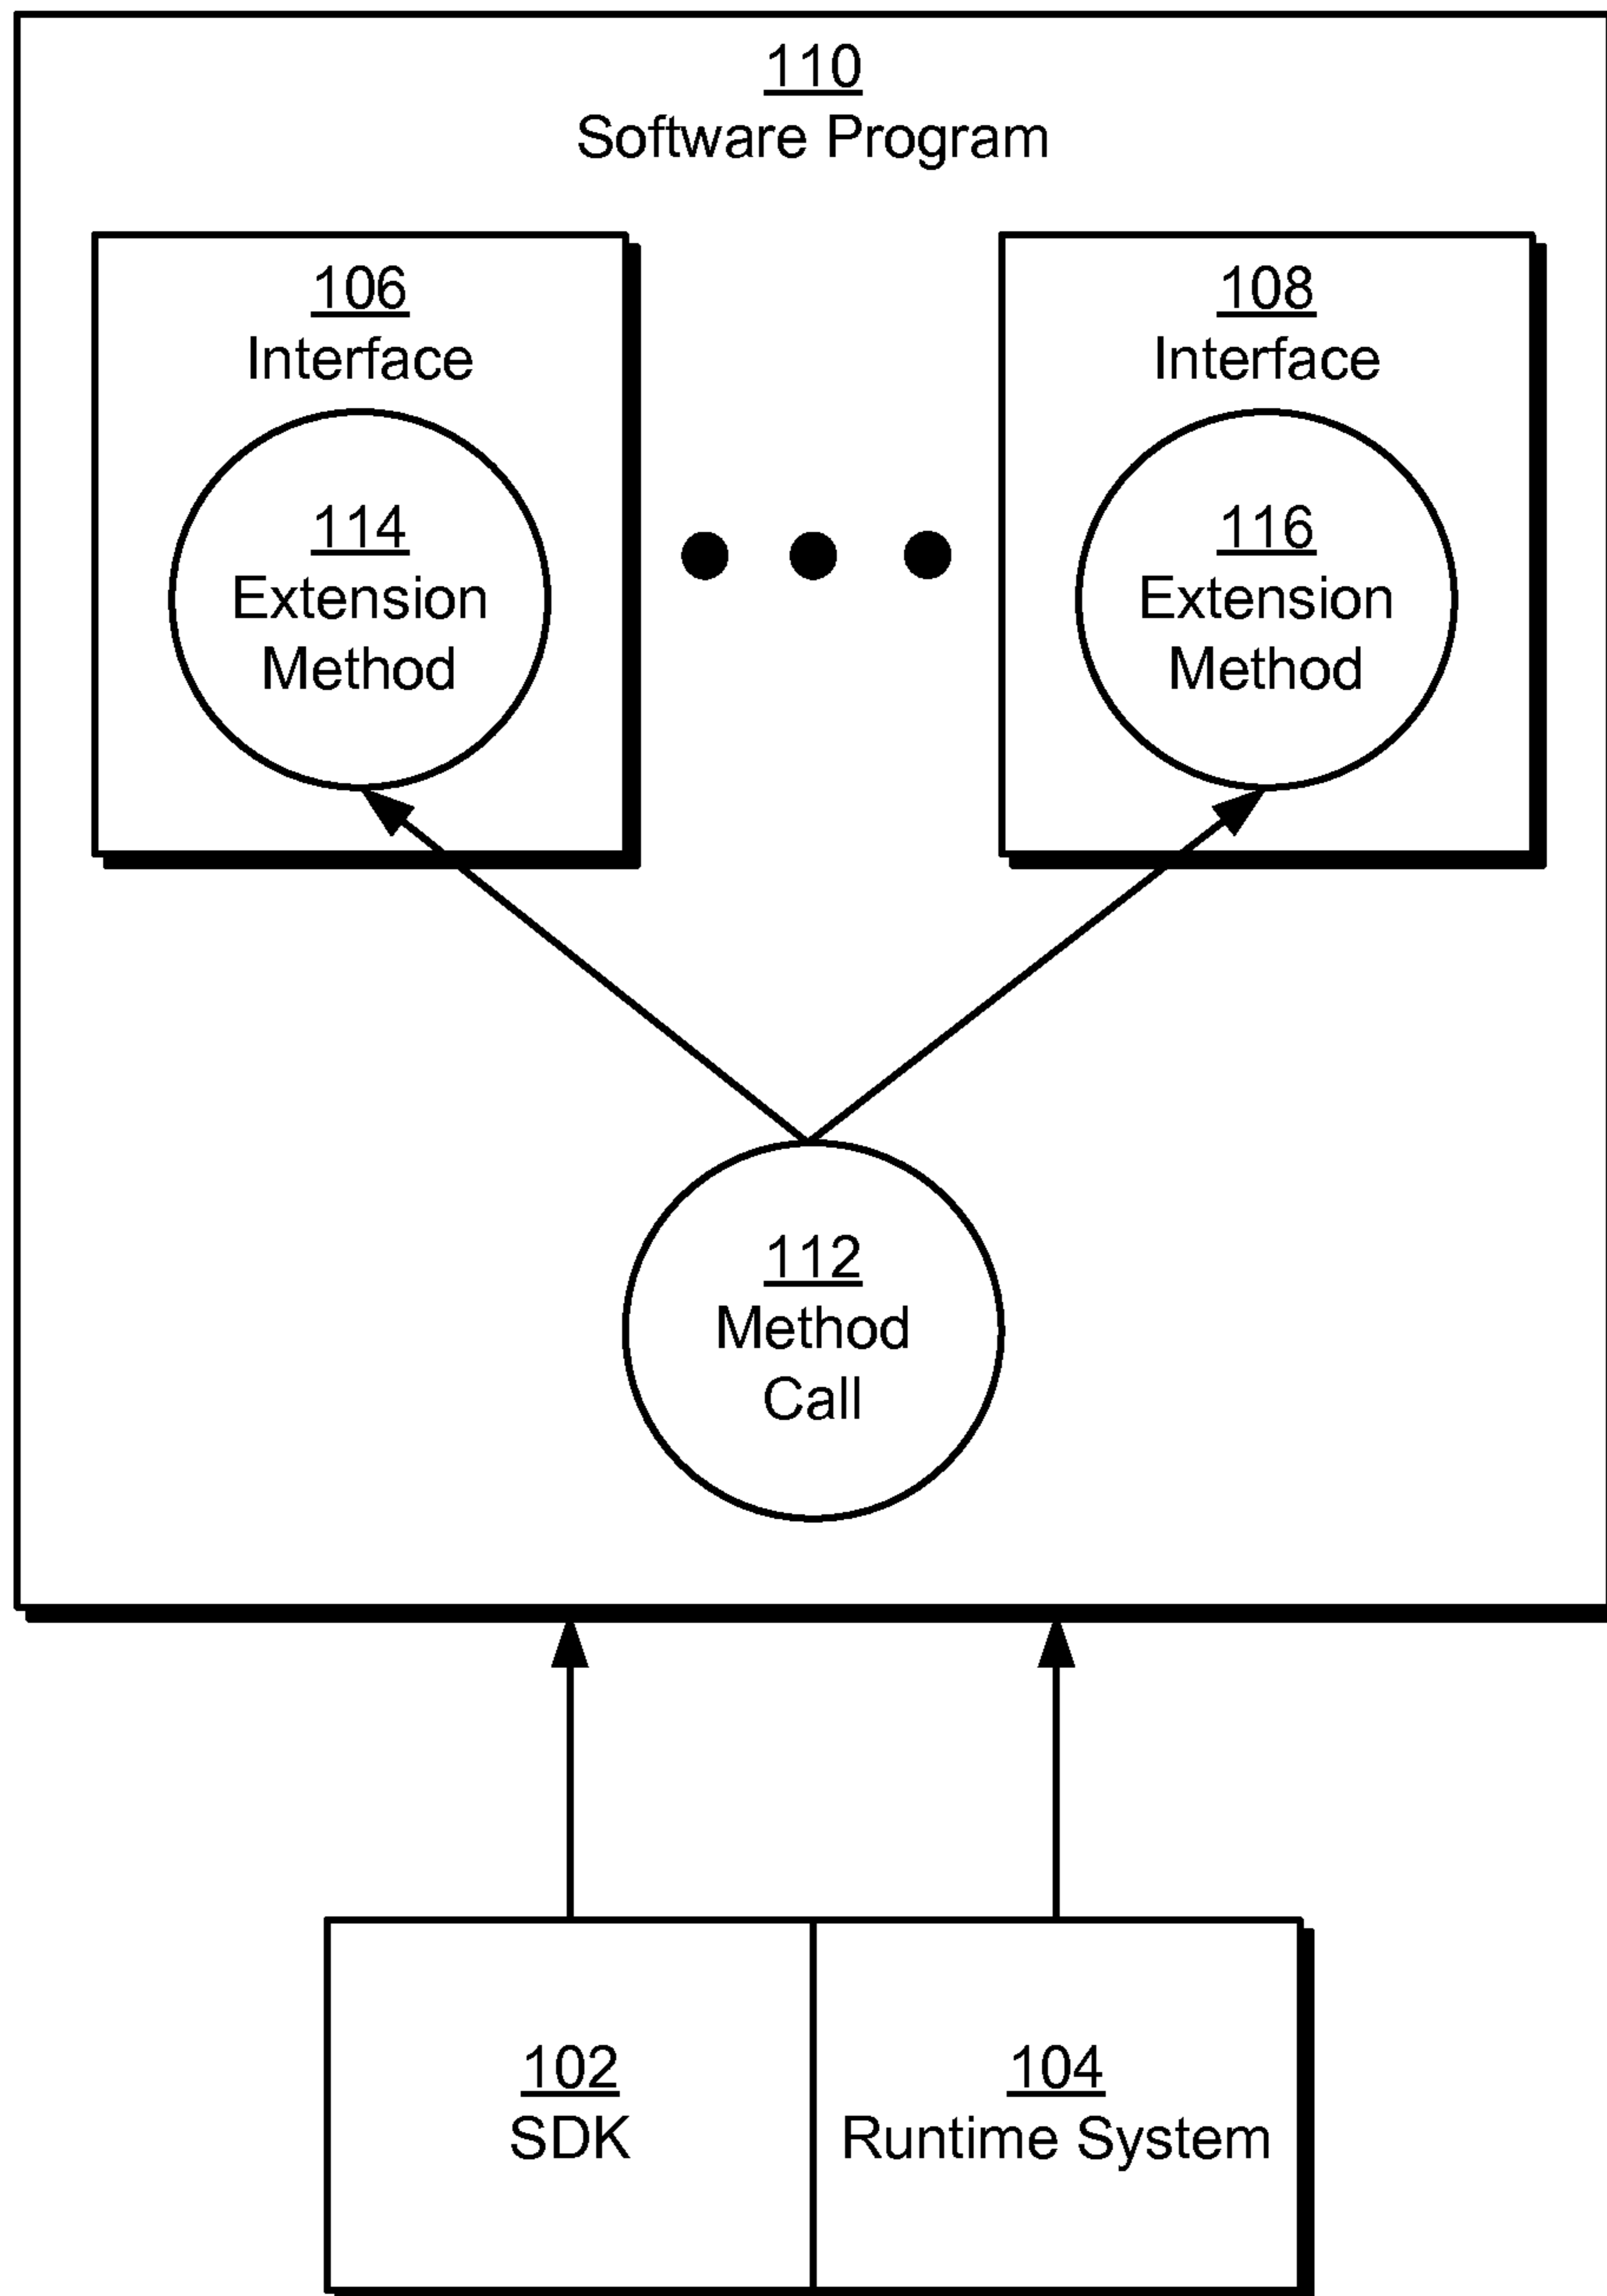 110
Software Program
106
Interface
114
Extension
Method
108
Interface
116
Extension
Method
112
Method
Call
102
SDK
104
Runtime System